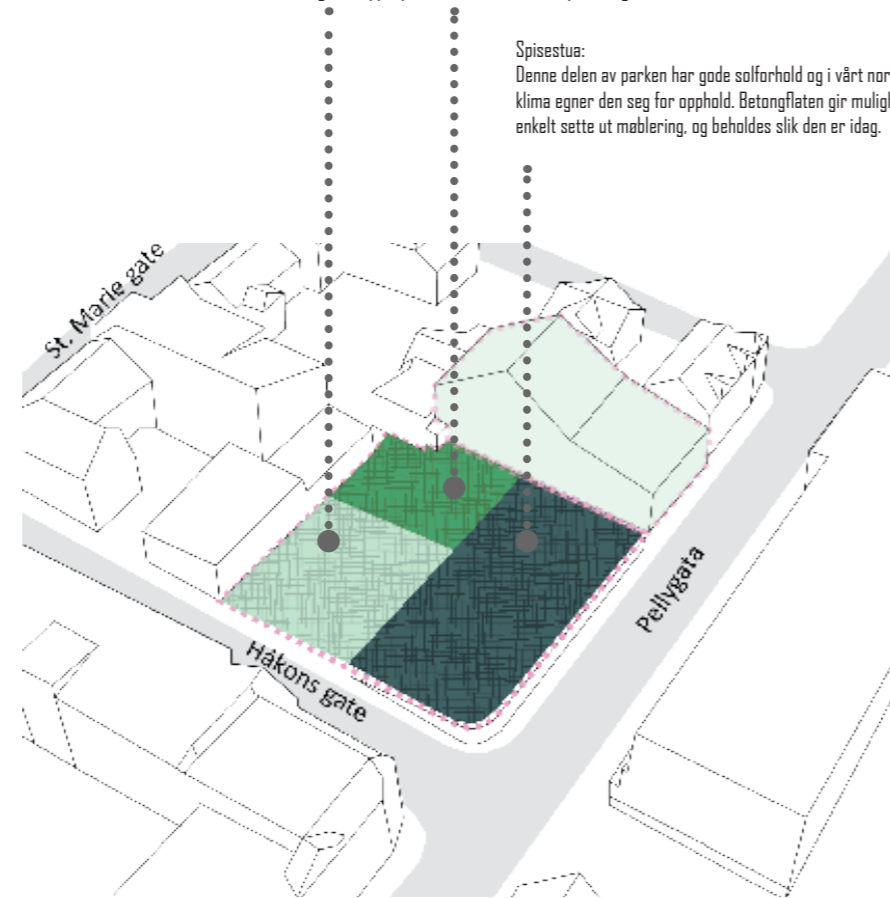 Spisestua:
Denne delen av parken har gode solforhold og i vårt nor
klima egner den seg for opphold. Betongflaten gir mulig
enkelt sette ut møblering, og beholdes slik den er idag.
St. Marie gate
Pellygata
Håkons gate